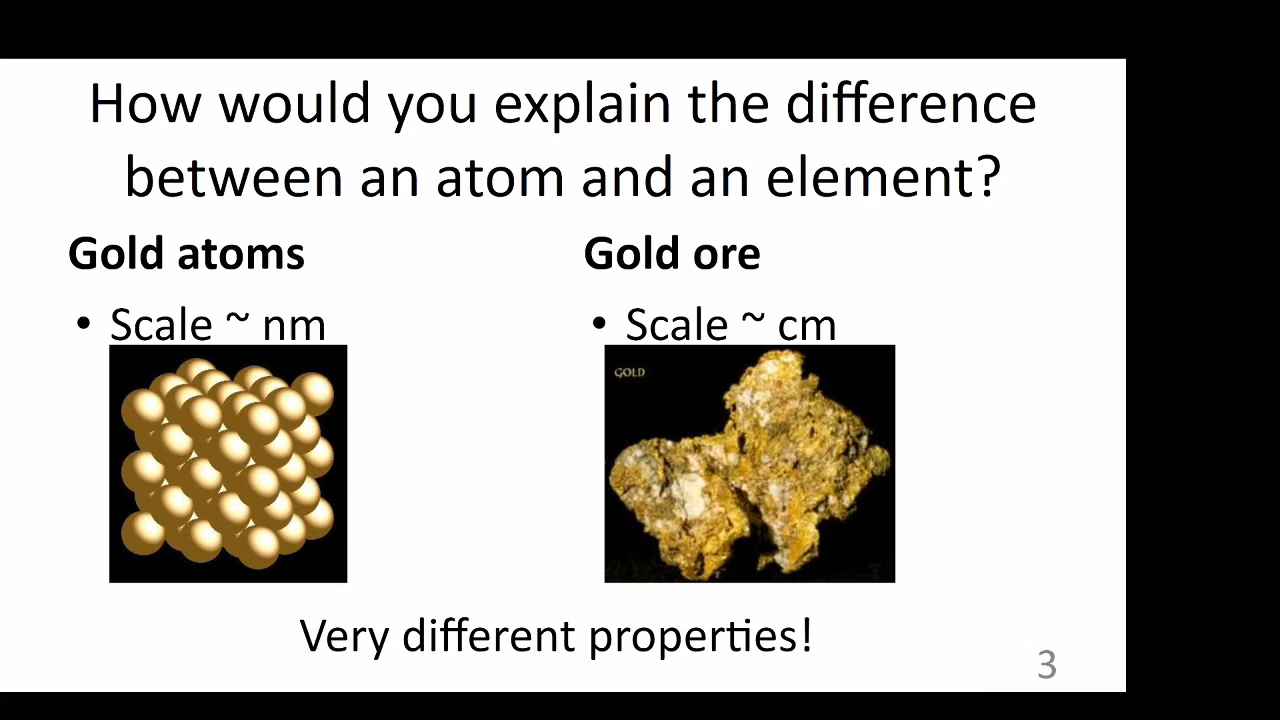 How would you explain the difference
between an atom and an element?
Gold atoms
• Scale ~ nm
Gold ore
• Scale ~ cm
GOLD
Very different properties!
3